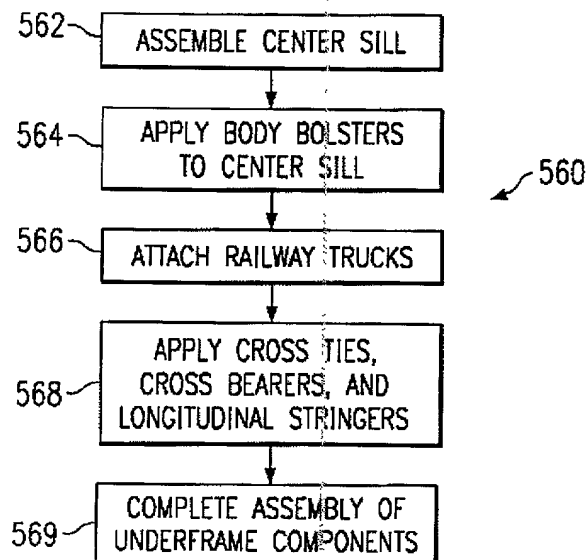 562
ASSEMBLE CENTER SILL
564
APPLY BODY BOLSTERS
TO CENTER SILL
560
566
ATTACH RAILWAY TRUCKS
568
APPLY CROSS TIES,
CROSS BEARERS, AND
LONGITUDINAL STRINGERS
569
COMPLETE ASSEMBLY OF
UNDERFRAME COMPONENTS